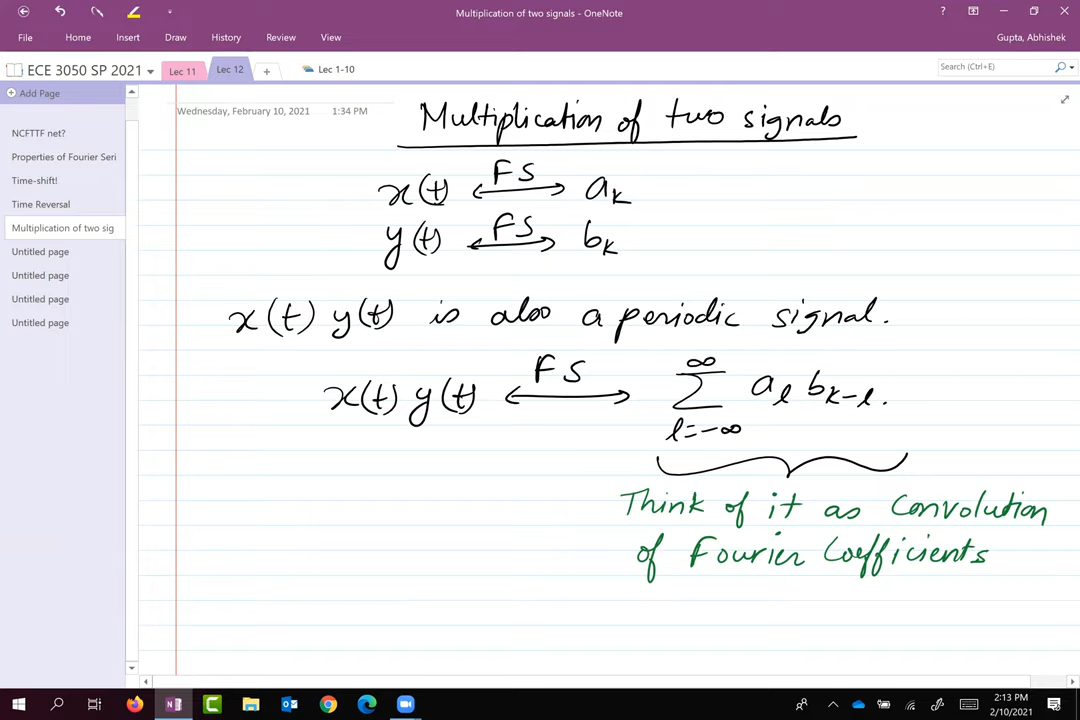 Multiplication of two signals - OneNote
?
File Home Insert Draw History Review View
Gupta, Abhishek
ECE 3050 SP 2021 Lec 11 Lec 12 + Lec 1-10
Search (Ctrl+E)
Add Page
Wednesday, February 10, 2021 1:34 PM
NCFTTF net?
Properties of Fourier Seri
Time-shift!
Time Reversal
Multiplication of two sig
Untitled page
Untitled page
Untitled page
Untitled page
Multiplication of two signals
x(t) ⟷ FS a_k
y(t) ⟷ FS b_k
x(t) y(t) is also a periodic signal.
x(t) y(t) ⟷ FS ∑_{l=-∞}^{∞} a_l b_{k-l}.
Think of it as Convolution
of Fourier Coefficients
2:13 PM
2/10/2021